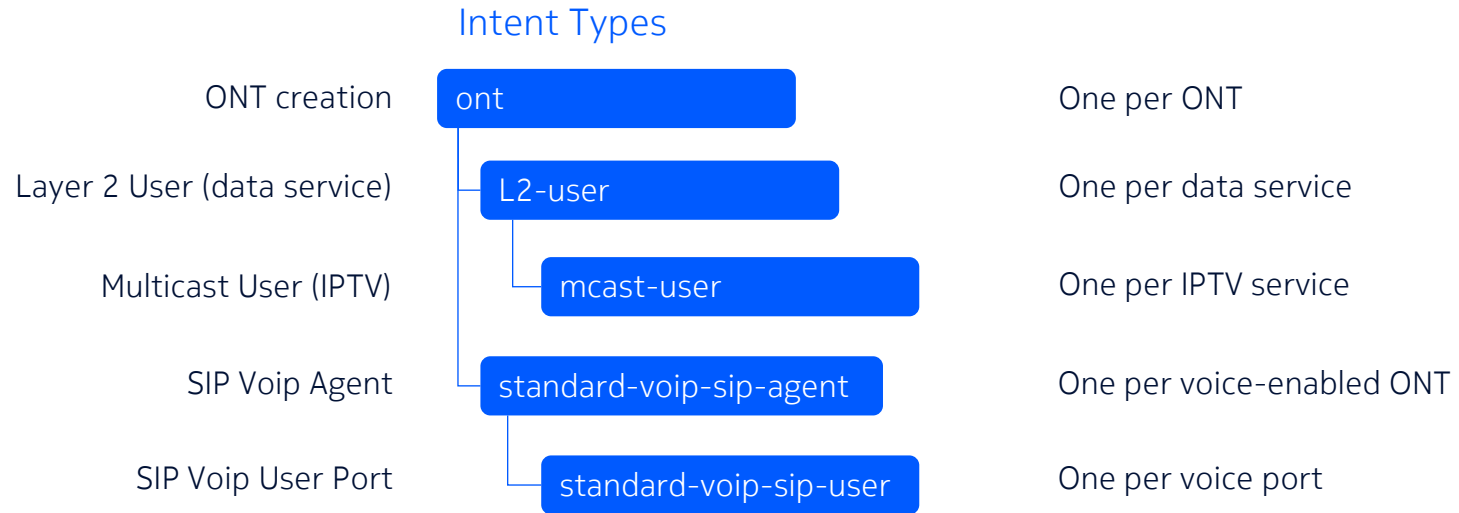 Intent Types
ONT creation
ont
One per ONT
Layer 2 User (data service)
L2-user
One per data service
Multicast User (IPTV)
mcast-user
One per IPTV service
SIP Voip Agent
standard-voip-sip-agent
One per voice-enabled ONT
SIP Voip User Port
standard-voip-sip-user
One per voice port